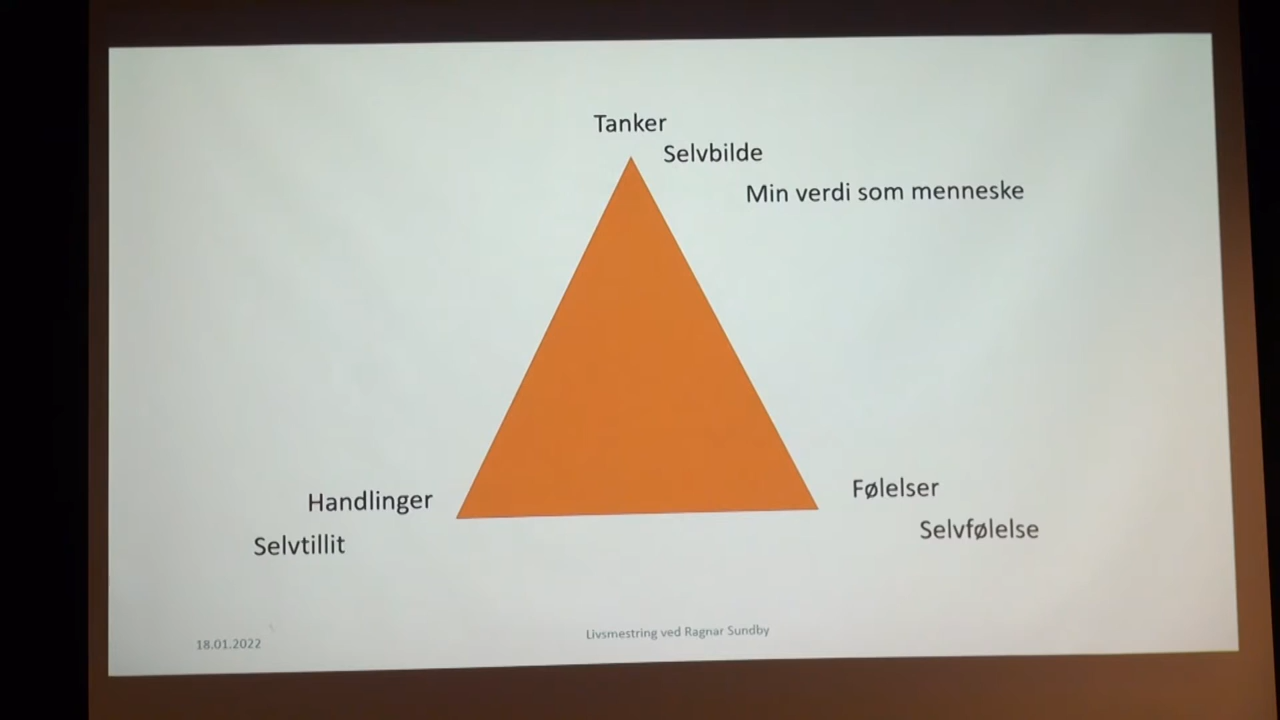 Tanker
Selvbilde
Min verdi som menneske
Handlinger
Følelser
Selvtillit
Selvfølelse
18.01.2022
Livsmestring ved Ragnar Sundby